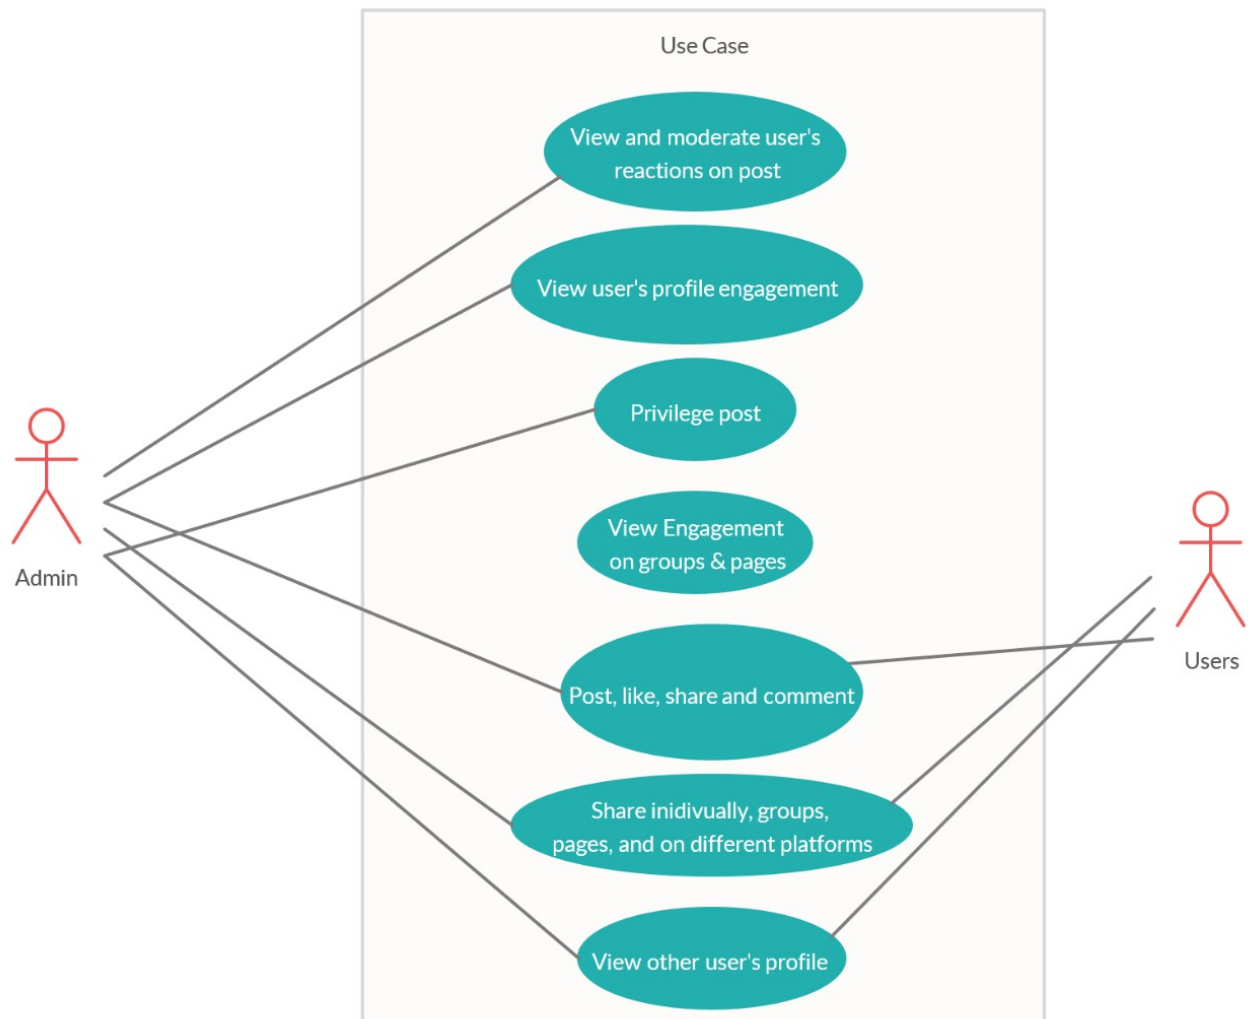 Use Case
View and moderate user's
reactions on post
View user's profile engagement
Privilege post
View Engagement
on groups & pages
Admin
Post, like, share and comment
Users
Share inidivually, groups,
pages, and on different platforms
View other user's profile